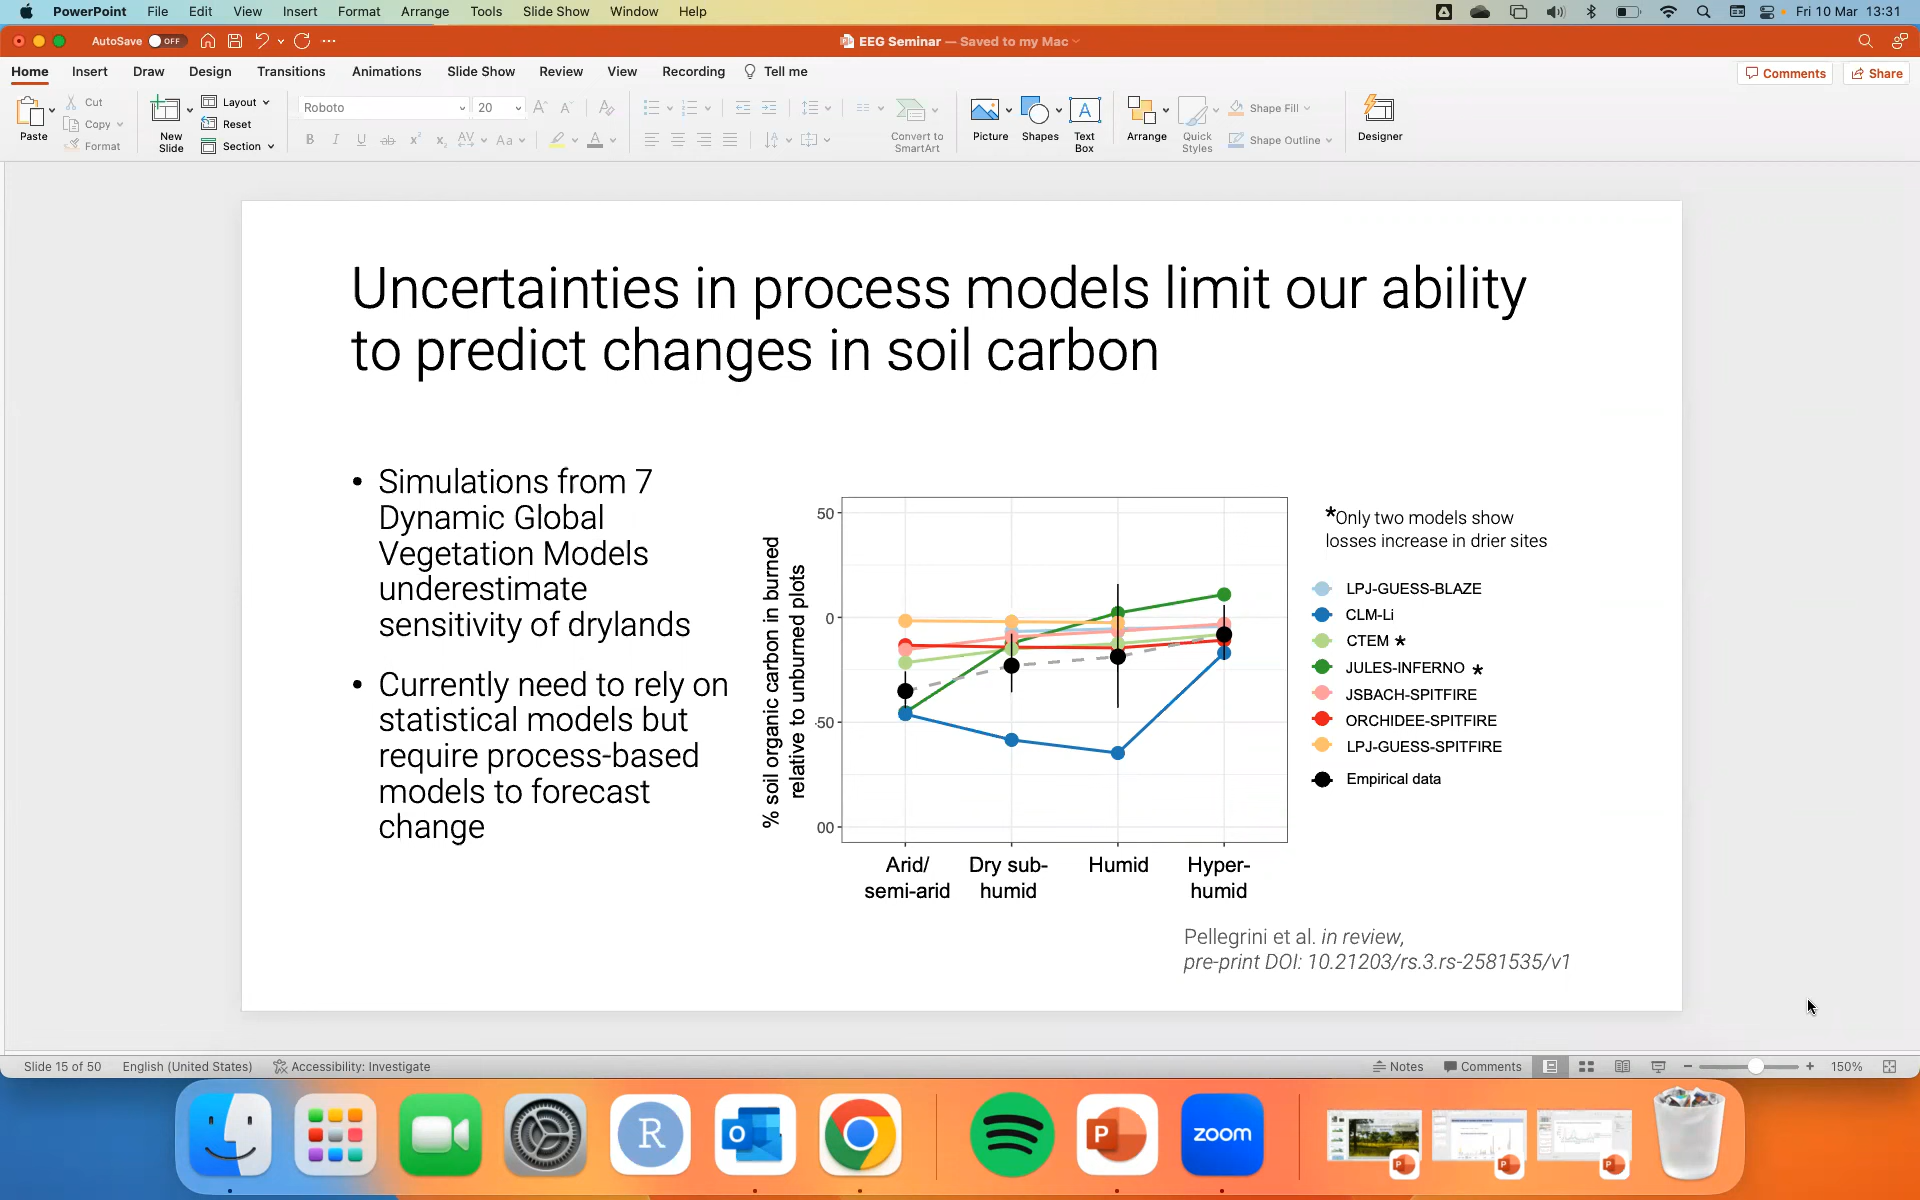 PowerPoint File Edit View Insert Format Arrange Tools Slide Show Window Help Fri 10 Mar 13:31
AutoSave OFF EEG Seminar — Saved to my Mac
Home Insert Draw Design Transitions Animations Slide Show Review View Recording Tell me Comments Share
Paste Cut Copy Format
New Slide Layout Reset Section
Roboto 20
Convert to SmartArt
Picture Shapes Text Box Arrange Quick Styles Shape Fill Shape Outline Designer
Uncertainties in process models limit our ability
to predict changes in soil carbon
• Simulations from 7
Dynamic Global
Vegetation Models
underestimate
sensitivity of drylands
• Currently need to rely on
statistical models but
require process-based
models to forecast
change
% soil organic carbon in burned
relative to unburned plots
50
0
-50
00
Arid/
semi-arid
Dry sub-
humid
Humid
Hyper-
humid
*Only two models show
losses increase in drier sites
LPJ-GUESS-BLAZE
CLM-Li
CTEM *
JULES-INFERNO *
JSBACH-SPITFIRE
ORCHIDEE-SPITFIRE
LPJ-GUESS-SPITFIRE
Empirical data
Pellegrini et al. in review,
pre-print DOI: 10.21203/rs.3.rs-2581535/v1
Slide 15 of 50 English (United States) Accessibility: Investigate Notes Comments 150%
zoom